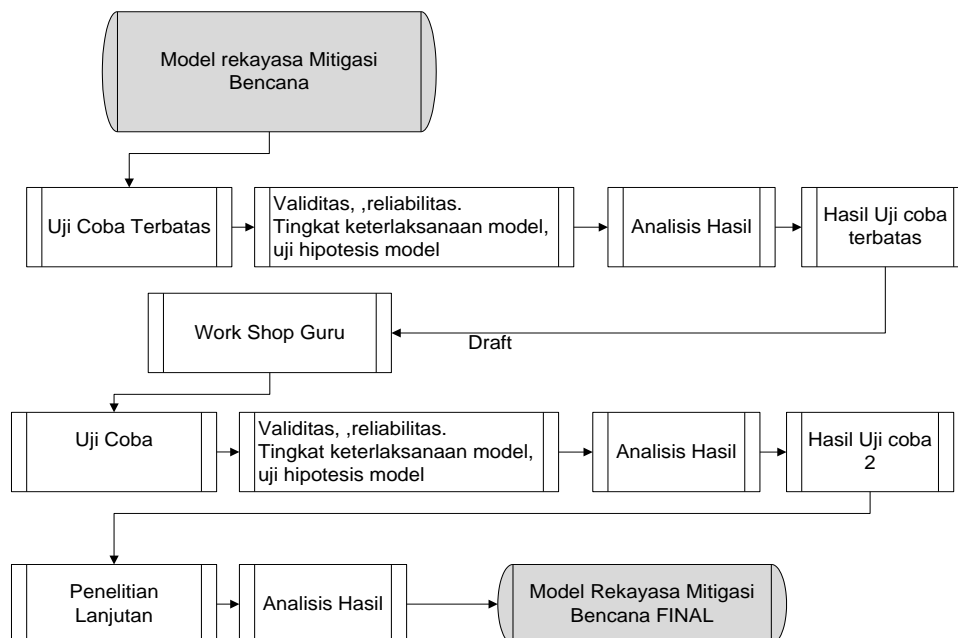 Model rekayasa Mitigasi
Bencana
Uji Coba Terbatas
Validitas, ,reliabilitas.
Tingkat keterlaksanaan model,
uji hipotesis model
Analisis Hasil
Hasil Uji coba
terbatas
Work Shop Guru
Draft
Uji Coba
Validitas, ,reliabilitas.
Tingkat keterlaksanaan model,
uji hipotesis model
Analisis Hasil
Hasil Uji coba
2
Penelitian
Lanjutan
Analisis Hasil
Model Rekayasa Mitigasi
Bencana FINAL